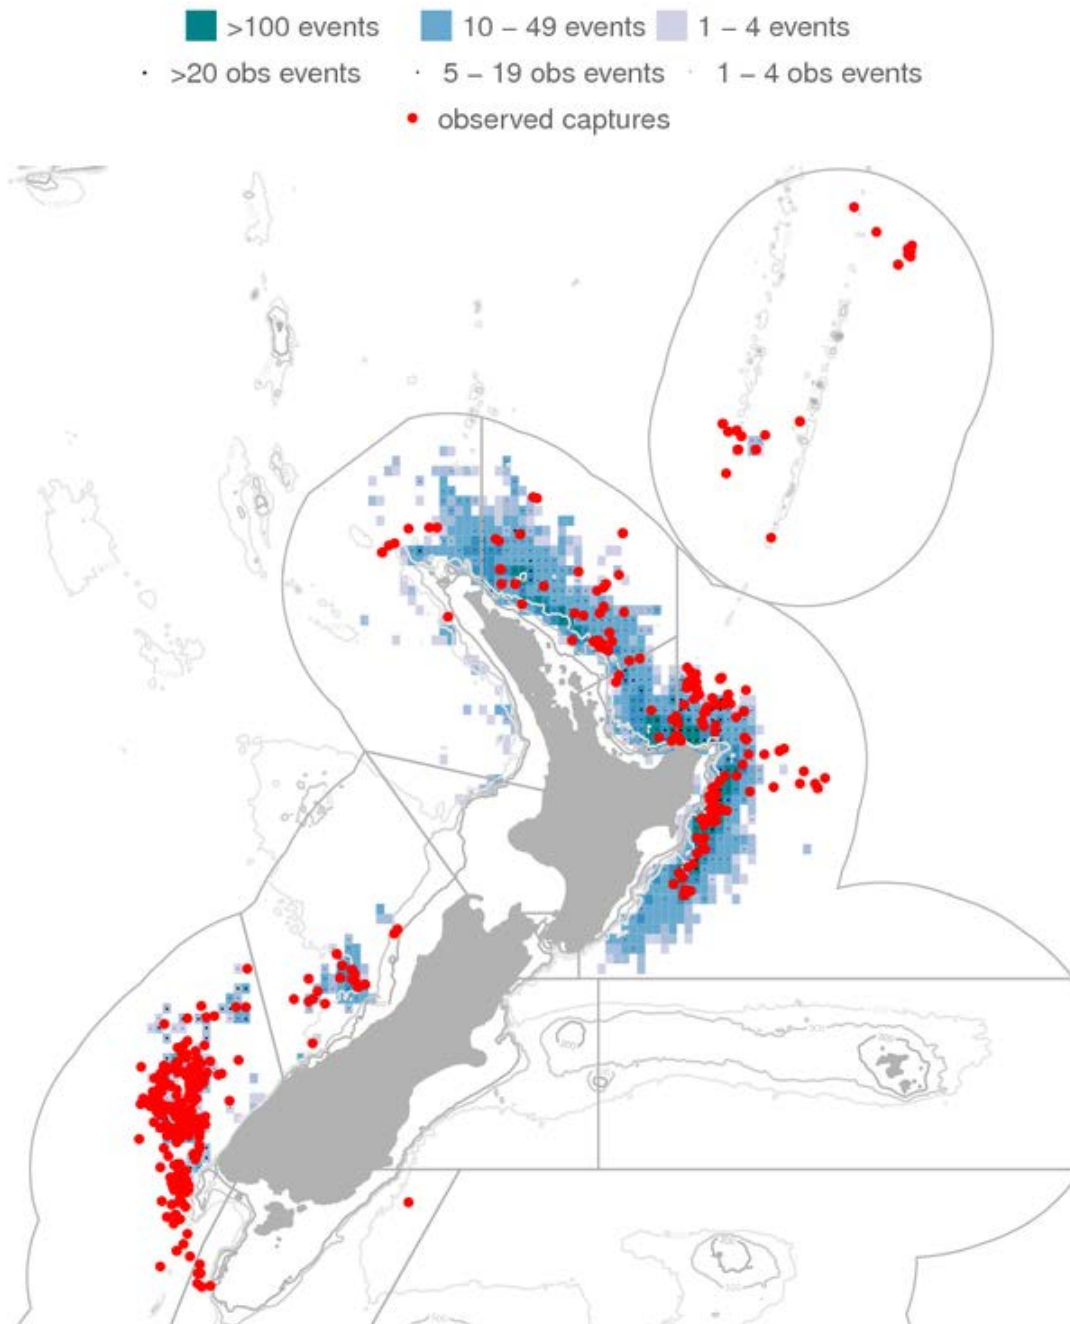 >100 events 10 – 49 events 1 – 4 events
>20 obs events 5 – 19 obs events 1 – 4 obs events
observed captures